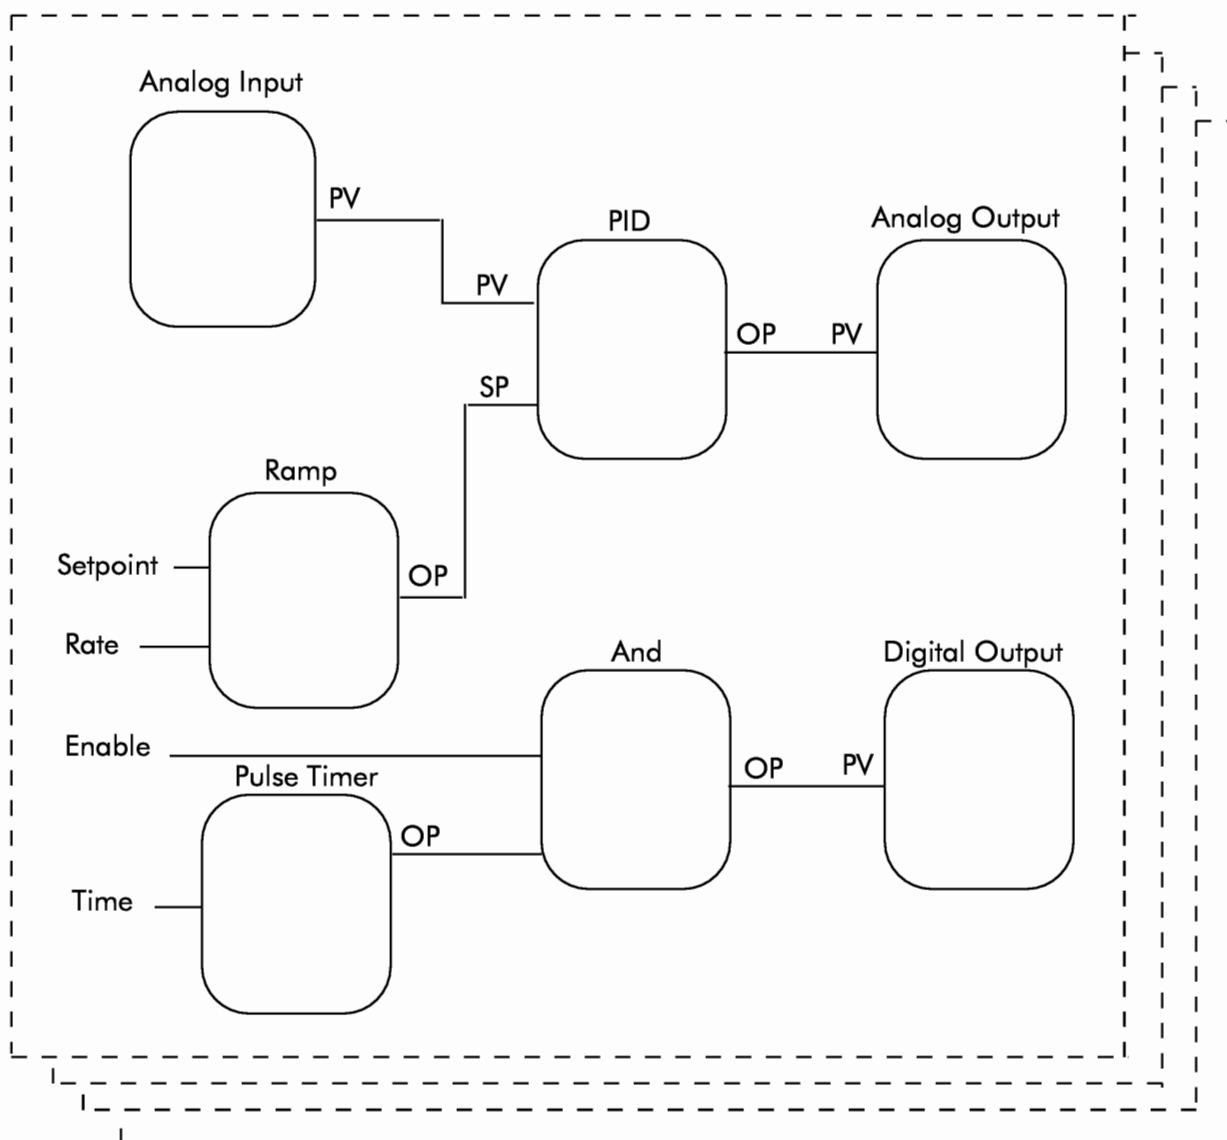 Analog Input
PV
PID
Analog Output
PV
OP
PV
SP
Ramp
Setpoint
OP
Rate
And
Digital Output
Enable
OP
PV
Pulse Timer
OP
Time